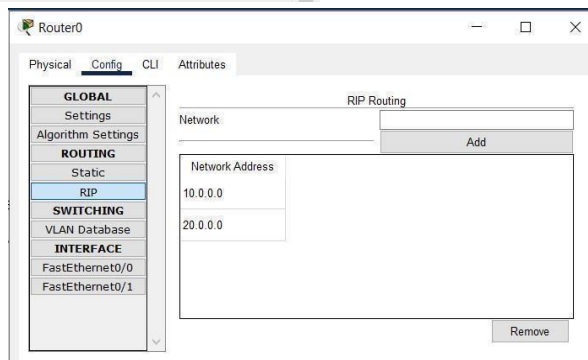 Router0
Physical Config CLI Attributes
GLOBAL
Settings
Algorithm Settings
ROUTING
Static
RIP
SWITCHING
VLAN Database
INTERFACE
FastEthernet0/0
FastEthernet0/1
RIP Routing
Network
Add
Network Address
10.0.0.0
20.0.0.0
Remove